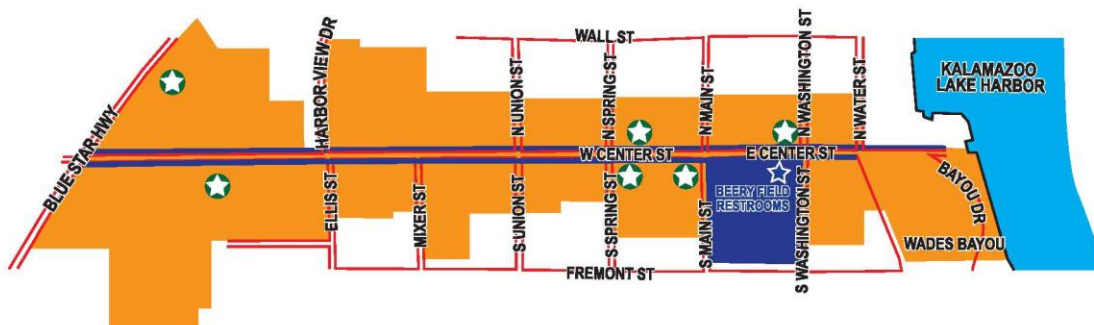 WALL ST
KALAMAZOO
LAKE HARBOR
BLUE STAR HWY
HARBOR VIEW DR
N UNION ST
N SPRING ST
N MAIN ST
N WASHINGTON ST
N WATER ST
W CENTER ST
E CENTER ST
ELLIS ST
MIXER ST
S UNION ST
S SPRING ST
S MAIN ST
BEERY FIELD
RESTROOMS
S WASHINGTON ST
BAYOU DR
WADES BAYOU
FREMONT ST